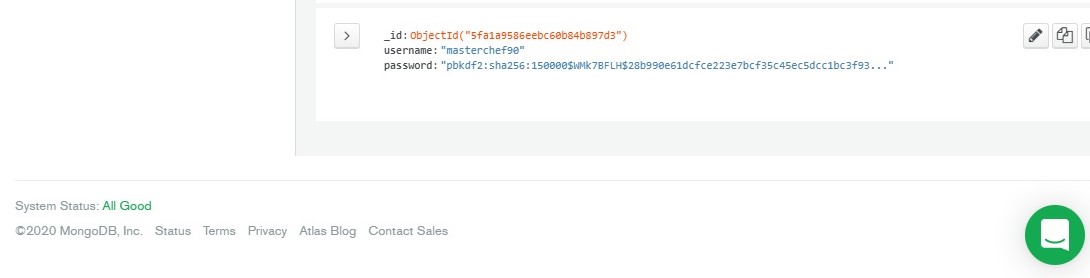 _id: ObjectId("5fa1a9586eebc60b84b897d3")
username: "masterchef90"
password: "pbkdf2:sha256:150000$WMk7BFLH$28b990e61dcfce223e7bcf35c45ec5dcc1bc3f93..."
System Status: All Good
©2020 MongoDB, Inc. Status Terms Privacy Atlas Blog Contact Sales